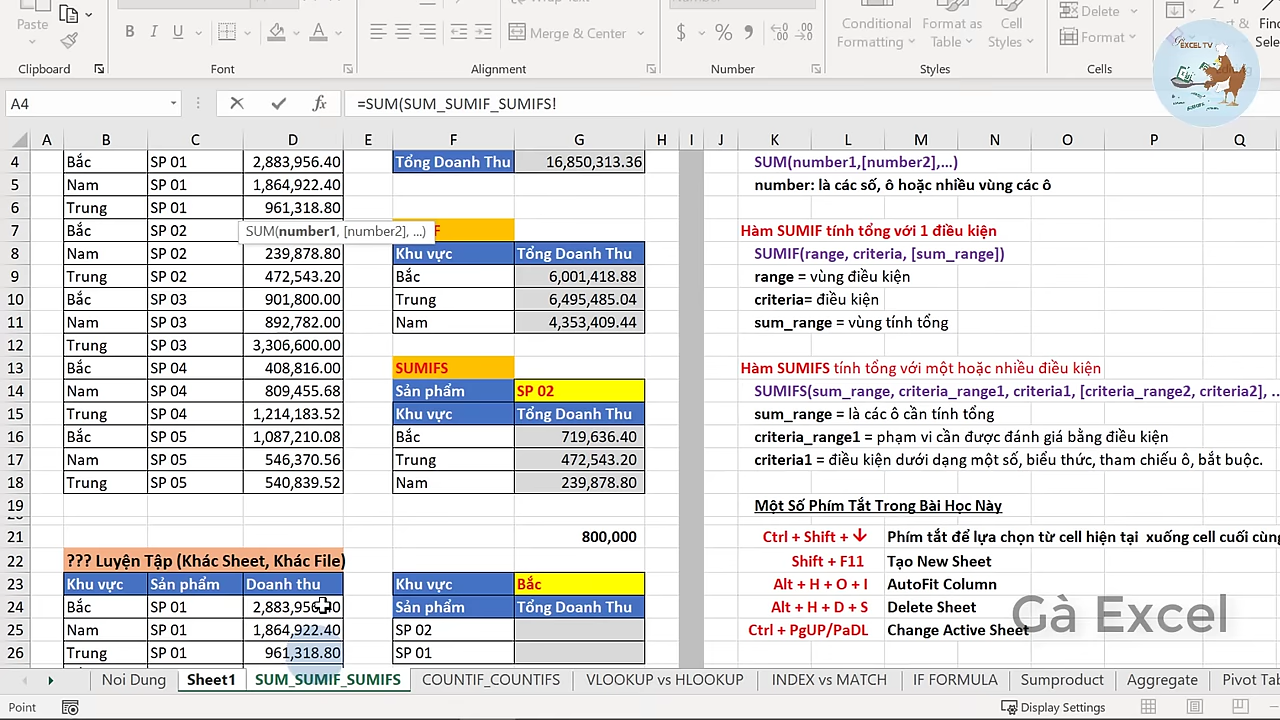 Paste
B I U
Wrap Text
Merge & Center
$ % 9
Conditional Formatting
Format as Table
Cell Styles
Delete
Format
Clipboard Font Alignment Number Styles Cells
EXCEL TV
A4 fx =SUM(SUM_SUMIF_SUMIFS!
A B C D E F G H I J K L M N O P Q
4 Bắc SP 01 2,883,956.40 Tổng Doanh Thu 16,850,313.36 SUM(number1,[number2],...)
5 Nam SP 01 1,864,922.40 number: là các số, ô hoặc nhiều vùng các ô
6 Trung SP 01 961,318.80
7 Bắc SP 02 SUM(number1, [number2], ...) F Hàm SUMIF tính tổng với 1 điều kiện
8 Nam SP 02 239,878.80 Khu vực Tổng Doanh Thu SUMIF(range, criteria, [sum_range])
9 Trung SP 02 472,543.20 Bắc 6,001,418.88 range = vùng điều kiện
10 Bắc SP 03 901,800.00 Trung 6,495,485.04 criteria= điều kiện
11 Nam SP 03 892,782.00 Nam 4,353,409.44 sum_range = vùng tính tổng
12 Trung SP 03 3,306,600.00
13 Bắc SP 04 408,816.00 SUMIFS Hàm SUMIFS tính tổng với một hoặc nhiều điều kiện
14 Nam SP 04 809,455.68 Sản phẩm SP 02 SUMIFS(sum_range, criteria_range1, criteria1, [criteria_range2, criteria2], ..
15 Trung SP 04 1,214,183.52 Khu vực Tổng Doanh Thu sum_range = là các ô cần tính tổng
16 Bắc SP 05 1,087,210.08 Bắc 719,636.40 criteria_range1 = phạm vi cần được đánh giá bằng điều kiện
17 Nam SP 05 546,370.56 Trung 472,543.20 criteria1 = điều kiện dưới dạng một số, biểu thức, tham chiếu ô, bắt buộc.
18 Trung SP 05 540,839.52 Nam 239,878.80
19 Một Số Phím Tắt Trong Bài Học Này
21 800,000 Ctrl + Shift + ↓ Phím tắt để lựa chọn từ cell hiện tại xuống cell cuối cùng
22 ??? Luyện Tập (Khác Sheet, Khác File) Shift + F11 Tạo New Sheet
23 Khu vực Sản phẩm Doanh thu Khu vực Bắc Alt + H + O + I AutoFit Column
24 Bắc SP 01 2,883,956.40 Sản phẩm Tổng Doanh Thu Alt + H + D + S Delete Sheet
25 Nam SP 01 1,864,922.40 SP 02 Ctrl + PgUP/PaDL Change Active Sheet
26 Trung SP 01 961,318.80 SP 01
Gà Excel
Noi Dung Sheet1 SUM_SUMIF_SUMIFS COUNTIF_COUNTIFS VLOOKUP vs HLOOKUP INDEX vs MATCH IF FORMULA Sumproduct Aggregate Pivot Tab
Point Display Settings